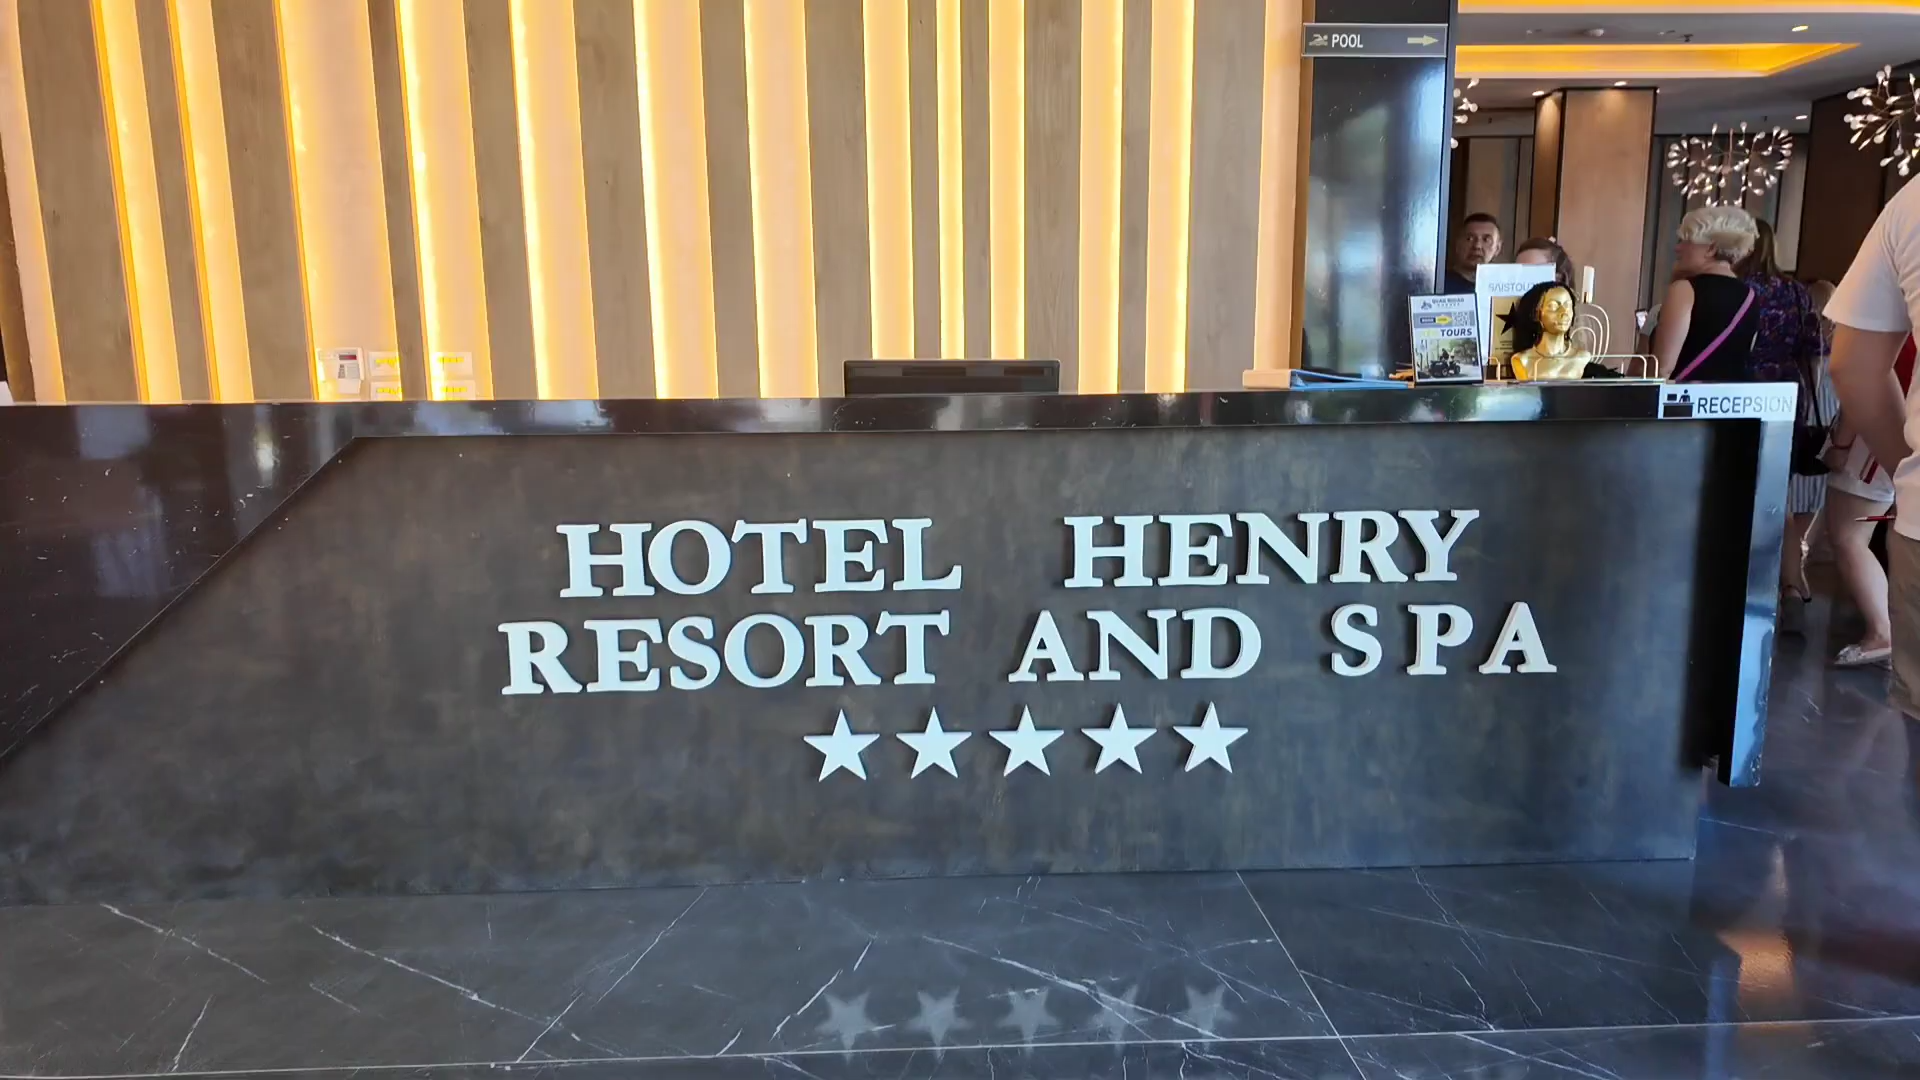 POOL
TOURS
RECEPSION
HOTEL HENRY
RESORT AND SPA